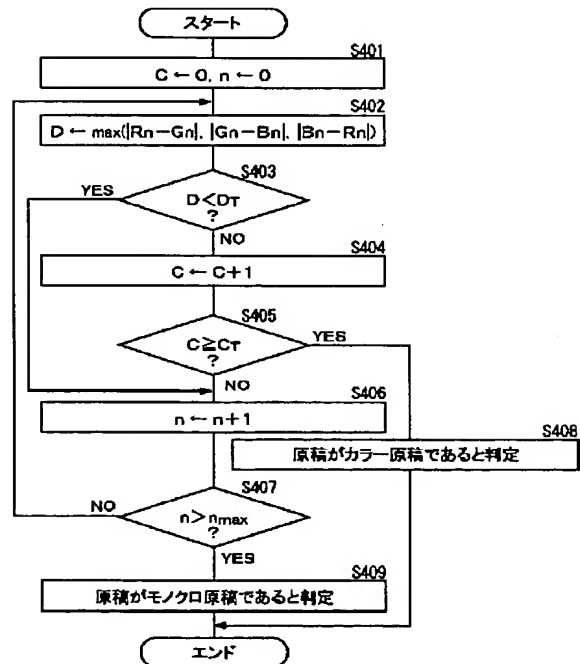 スタート
S401
C←0, n←0
S402
D←max(|Rn−Gn|, |Gn−Bn|, |Bn−Rn|)
S403
YES
D<DT
?
NO
S404
C←C+1
S405
YES
C≧CT
?
NO
S406
n←n+1
S408
原稿がカラー原稿であると判定
S407
NO
n>nmax
?
YES
S409
原稿がモノクロ原稿であると判定
エンド